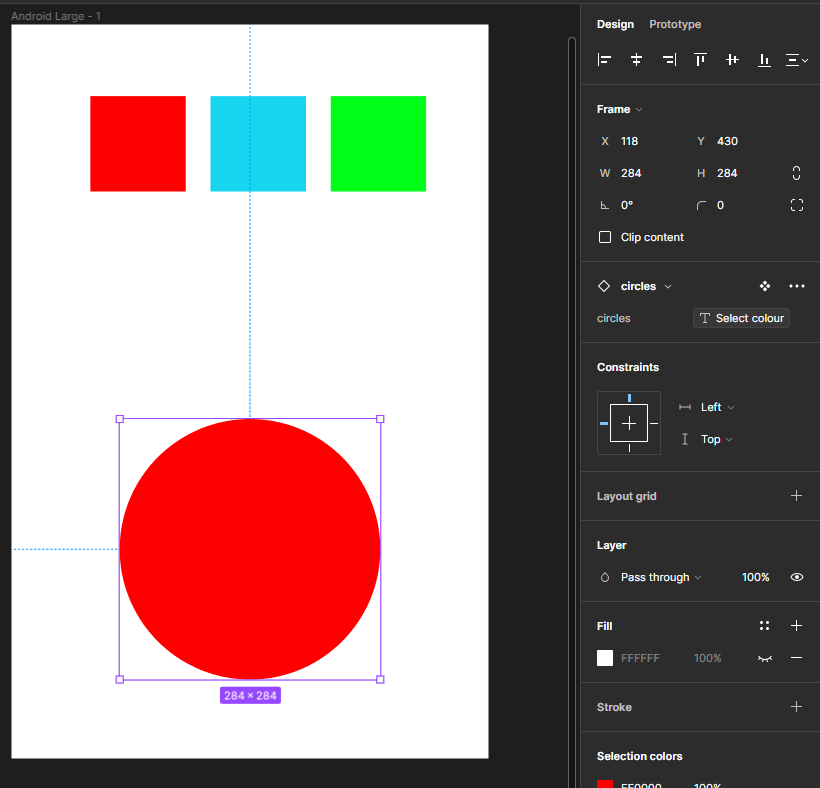 Android Large - 1
284 × 284
Design Prototype
Frame
X 118 Y 430
W 284 H 284
0° 0
Clip content
circles
circles Select colour
Constraints
Left
Top
Layout grid
Layer
Pass through 100%
Fill
FFFFFF 100%
Stroke
Selection colors
FF0000 100%